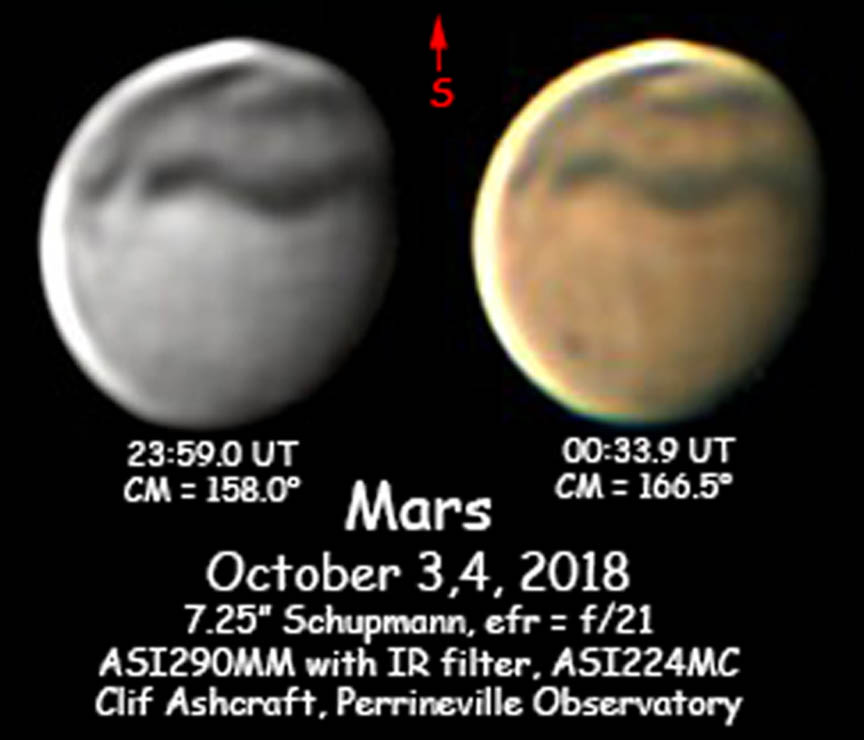 S
23:59.0 UT
CM = 158.0°
00:33.9 UT
CM = 166.5°
Mars
October 3,4, 2018
7.25" Schupmann, efr = f/21
ASI290MM with IR filter, ASI224MC
Clif Ashcraft, Perrineville Observatory